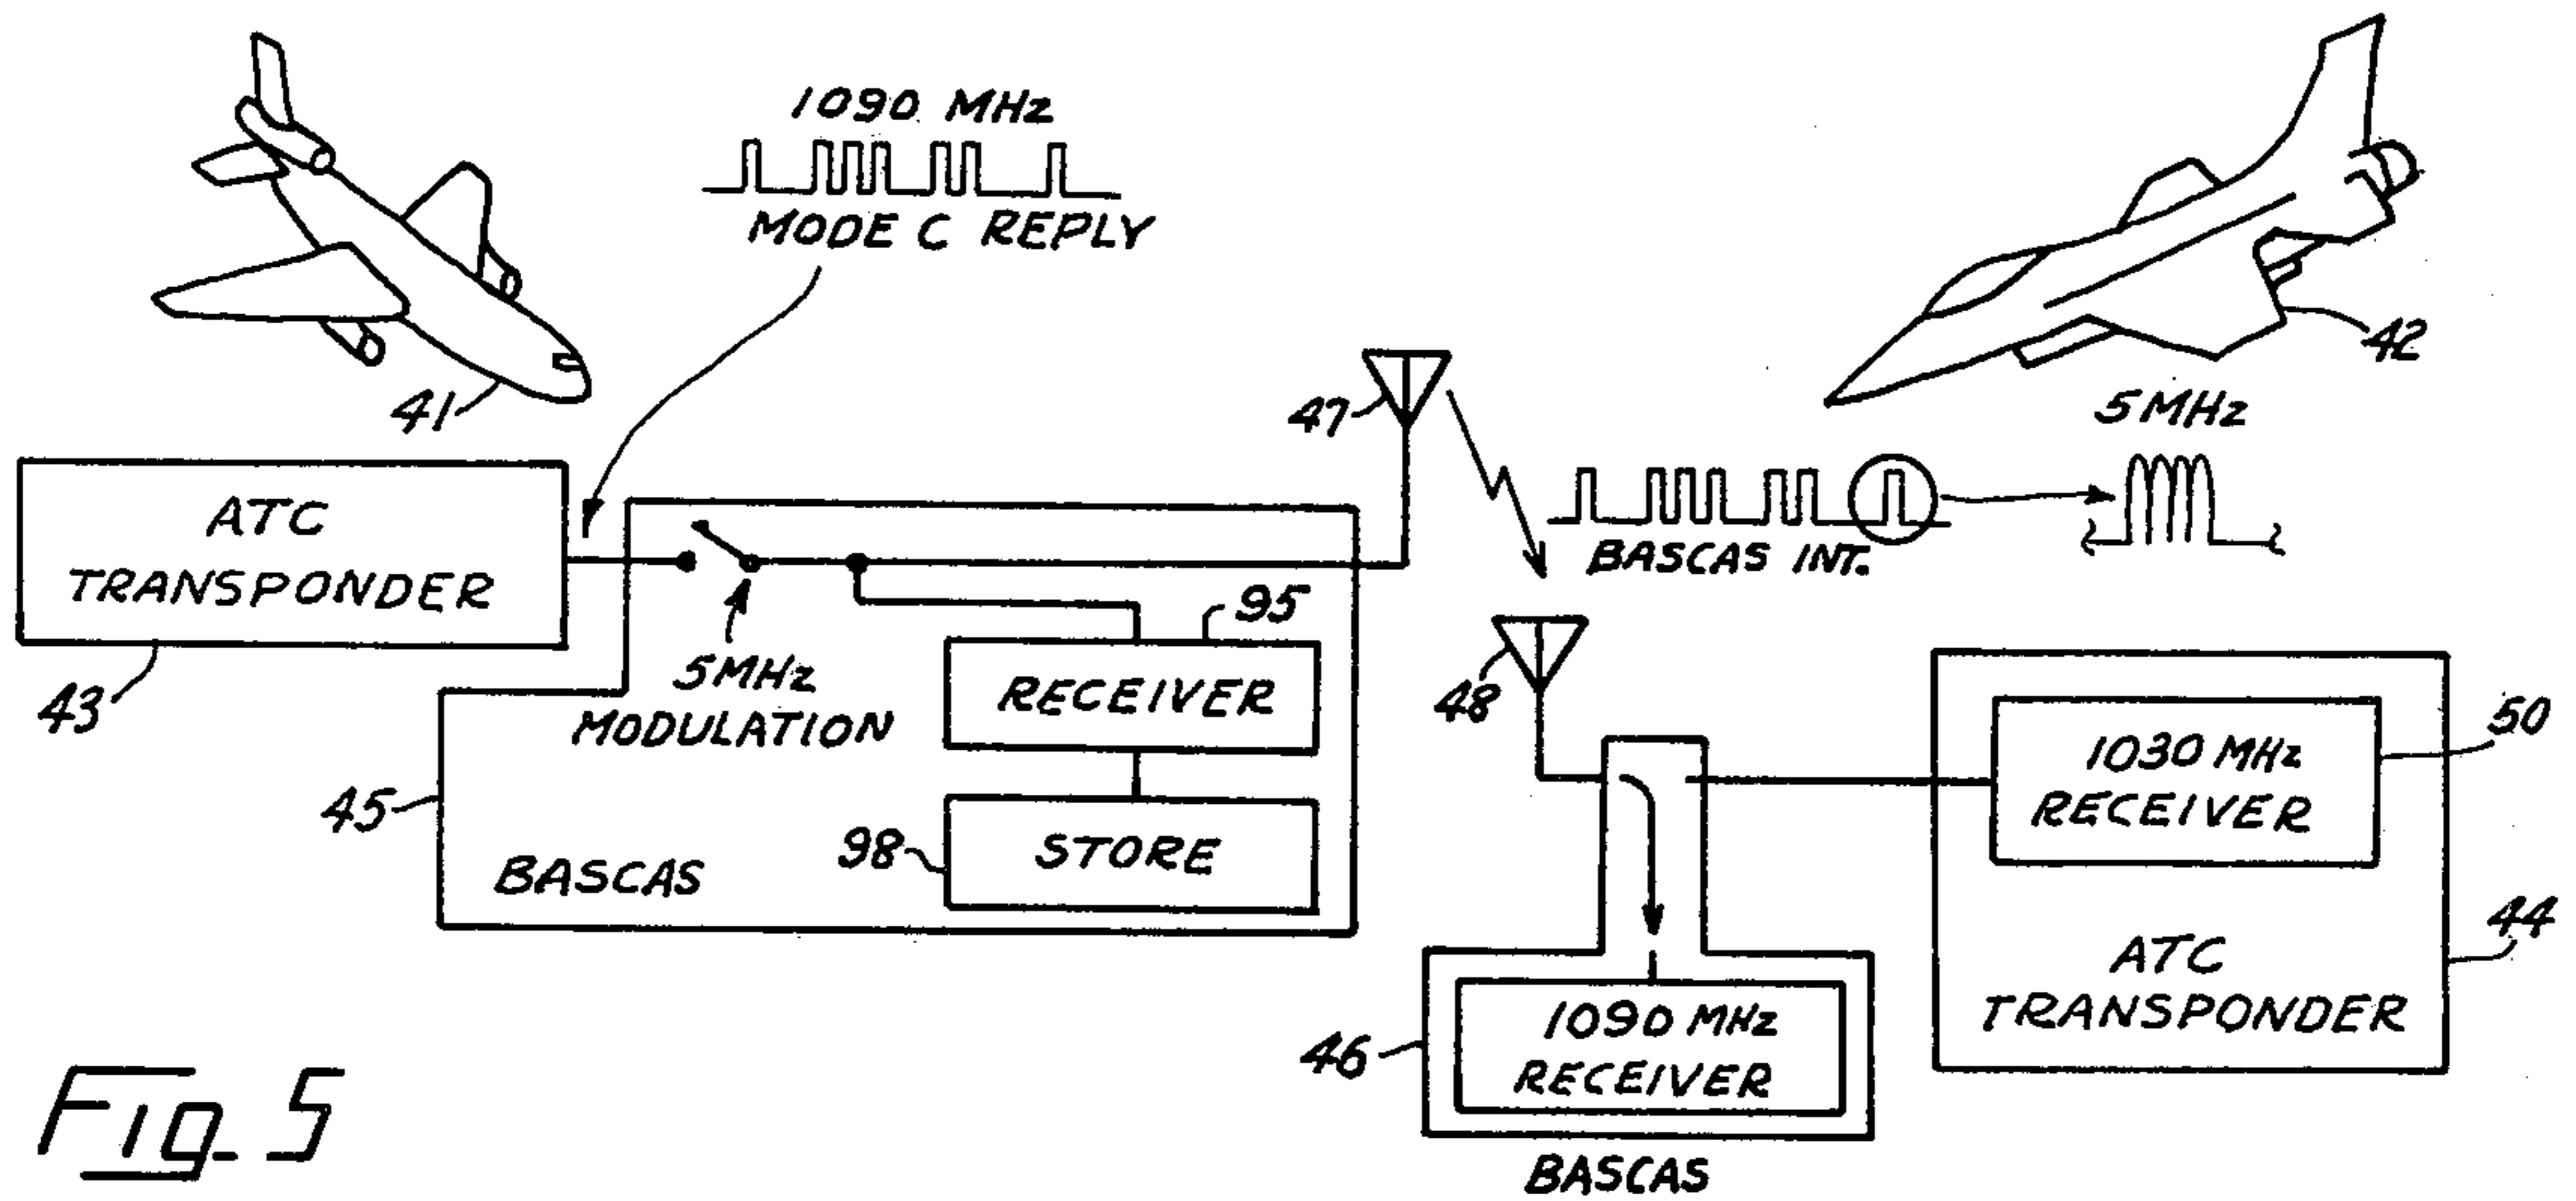 1090 MHz
MODE C REPLY
41
42
5MHz
47
ATC
TRANSPONDER
43
BASCAS INT.
5MHz
MODULATION
95
RECEIVER
98
STORE
45
BASCAS
48
50
1030 MHz
RECEIVER
44
ATC
TRANSPONDER
46
1090 MHz
RECEIVER
BASCAS
Fig. 5